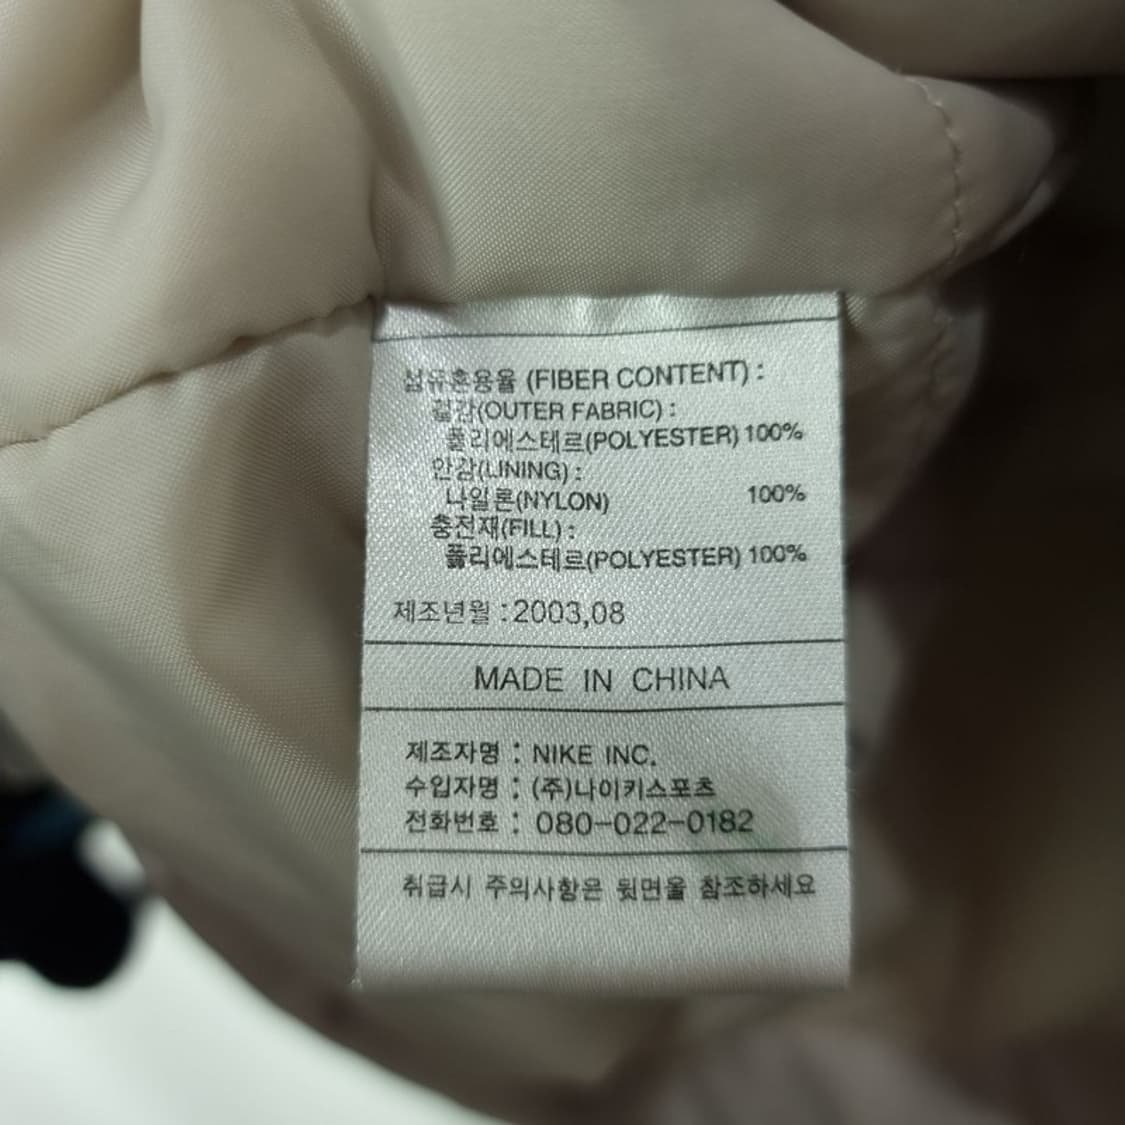 섬유혼용율 (FIBER CONTENT) :
겉감(OUTER FABRIC) :
폴리에스테르(POLYESTER) 100%
안감(LINING) :
나일론(NYLON) 100%
충전재(FILL) :
폴리에스테르(POLYESTER) 100%
제조년월 : 2003,08
MADE IN CHINA
제조자명 : NIKE INC.
수입자명 : (주)나이키스포츠
전화번호 : 080-022-0182
취급시 주의사항은 뒷면을 참조하세요